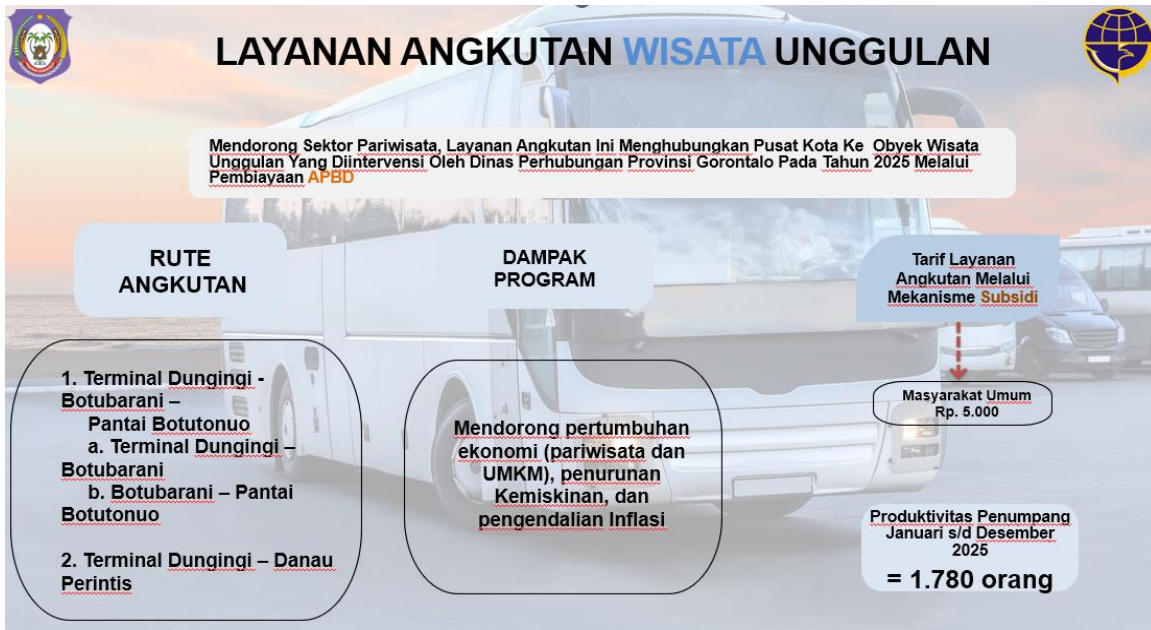 LAYANAN ANGKUTAN WISATA UNGGULAN
Mendorong Sektor Pariwisata, Layanan Angkutan Ini Menghubungkan Pusat Kota Ke Obyek Wisata
Unggulan Yang Diintervensi Oleh Dinas Perhubungan Provinsi Gorontalo Pada Tahun 2025 Melalui
Pembiayaan APBD
RUTE
ANGKUTAN
1. Terminal Dungingi -
Botubarani –
Pantai Botutonuo
a. Terminal Dungingi –
Botubarani
b. Botubarani – Pantai
Botutonuo
2. Terminal Dungingi – Danau
Perintis
DAMPAK
PROGRAM
Mendorong pertumbuhan
ekonomi (pariwisata dan
UMKM), penurunan
Kemiskinan, dan
pengendalian Inflasi
Tarif Layanan
Angkutan Melalui
Mekanisme Subsidi
Masyarakat Umum
Rp. 5.000
Produktivitas Penumpang
Januari s/d Desember
2025
= 1.780 orang